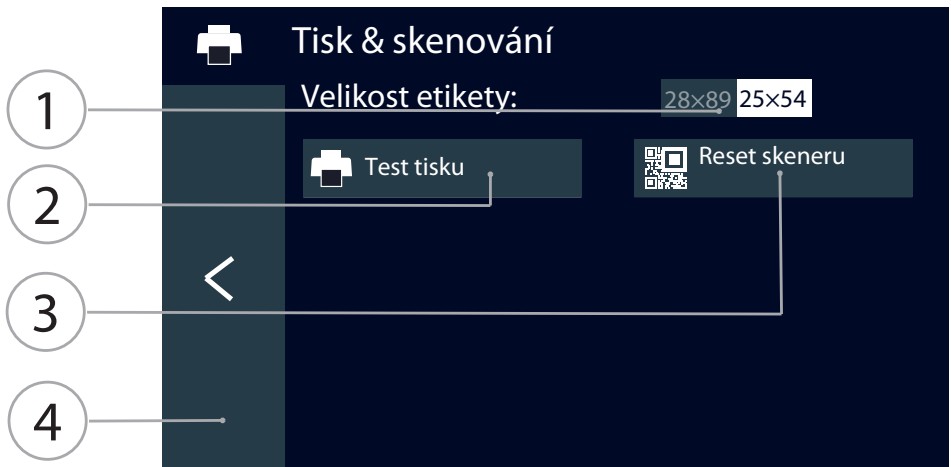 Tisk & skenování
1
Velikost etikety: 28×89 25×54
2
Test tisku
Reset skeneru
3
4